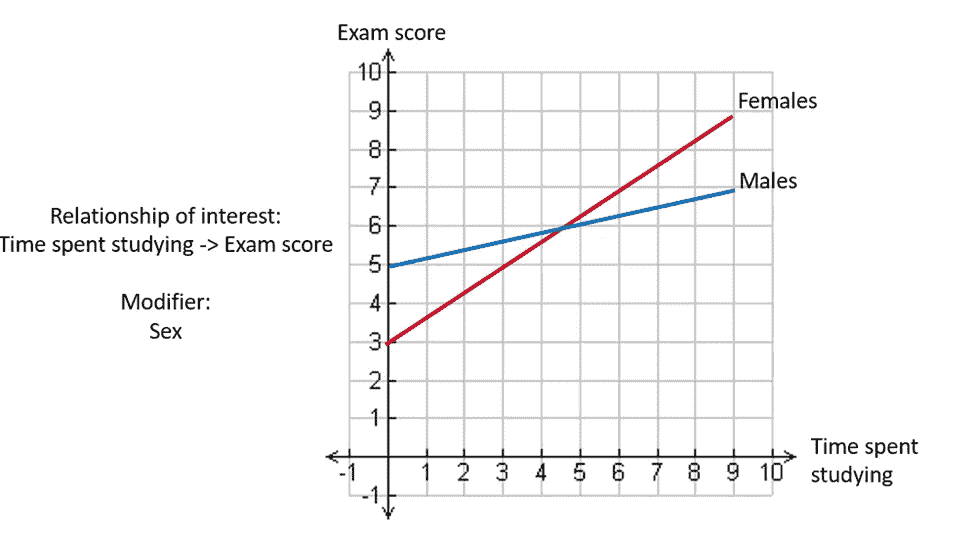 Exam score
10
9
8
7
6
5
4
3
2
1
-1
Females
Males
Relationship of interest:
Time spent studying -> Exam score
Modifier:
Sex
-1 1 2 3 4 5 6 7 8 9 10
Time spent
studying